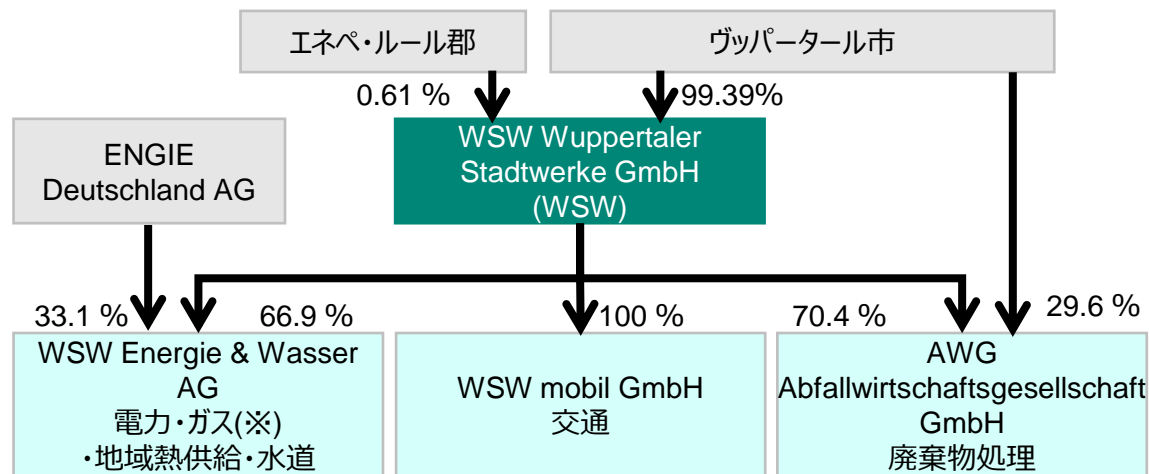 エネペ・ルール郡
ヴッパータール市
0.61 %
99.39%
ENGIE
Deutschland AG
WSW Wuppertaler
Stadtwerke GmbH
(WSW)
33.1 %
66.9 %
100 %
70.4 %
29.6 %
WSW Energie & Wasser
AG
電力・ガス(※)
・地域熱供給・水道
WSW mobil GmbH
交通
AWG
Abfallwirtschaftsgesellschaft
GmbH
廃棄物処理